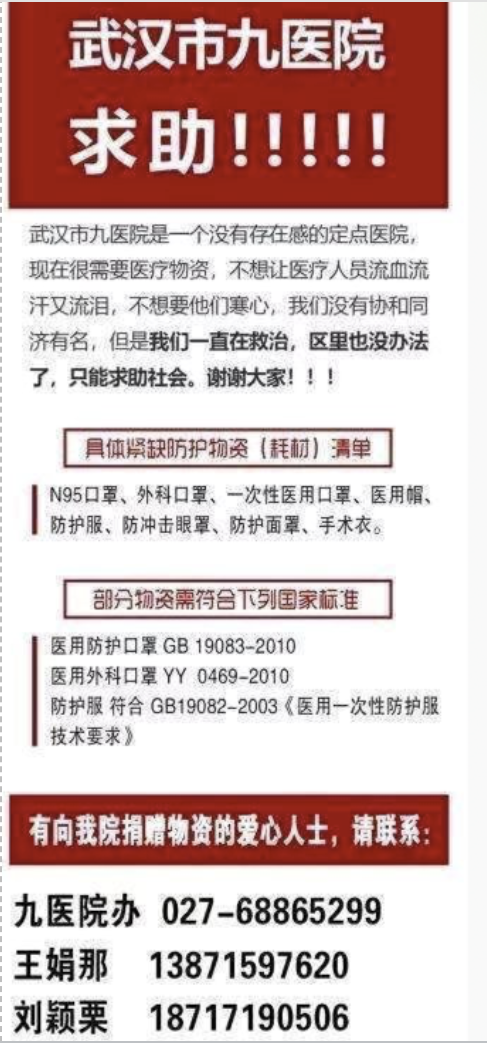 武汉市九医院
求助！！！！！
武汉市九医院是一个没有存在感的定点医院，
现在很需要医疗物资，不想让医疗人员流血流
汗又流泪，不想要他们寒心，我们没有协和同
济有名，但是我们一直在救治，区里也没办法
了，只能求助社会。谢谢大家！！！
具体紧缺防护物资（耗材）清单
N95口罩、外科口罩、一次性医用口罩、医用帽、
防护服、防冲击眼罩、防护面罩、手术衣。
部分物资需符合下列国家标准
医用防护口罩 GB 19083-2010
医用外科口罩 YY 0469-2010
防护服 符合 GB19082-2003《医用一次性防护服
技术要求》
有向我院捐赠物资的爱心人士，请联系：
九医院办 027-68865299
王娟那 13871597620
刘颖栗 18717190506